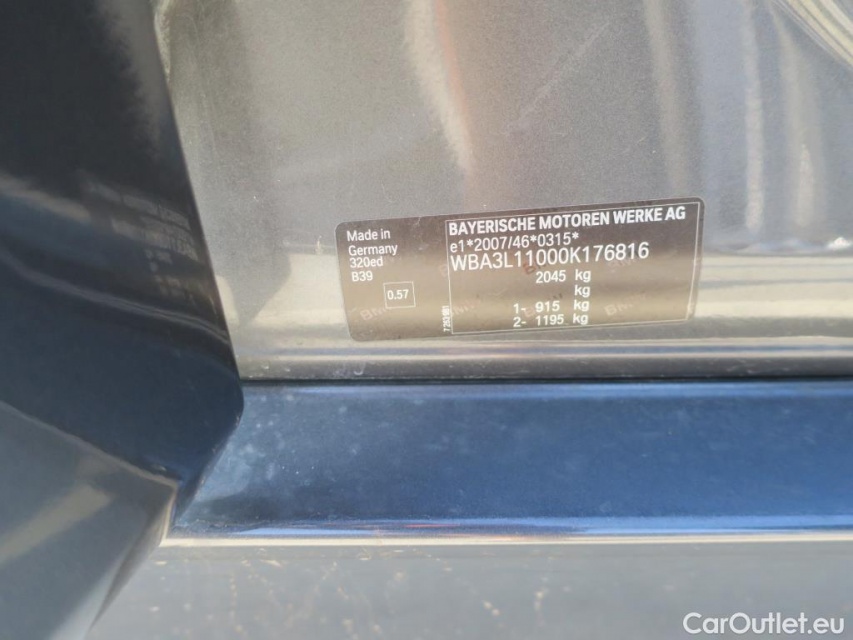 Made in
Germany
320ed
B39
0.57
BAYERISCHE MOTOREN WERKE AG
e1*2007/46*0315*
WBA3L11000K176816
2045 kg
kg
1- 915 kg
2- 1195 kg
CarOutlet.eu